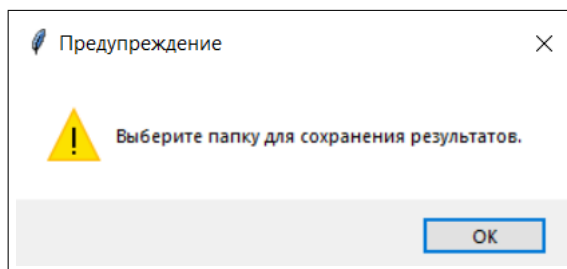 Предупреждение
Выберите папку для сохранения результатов.
OK